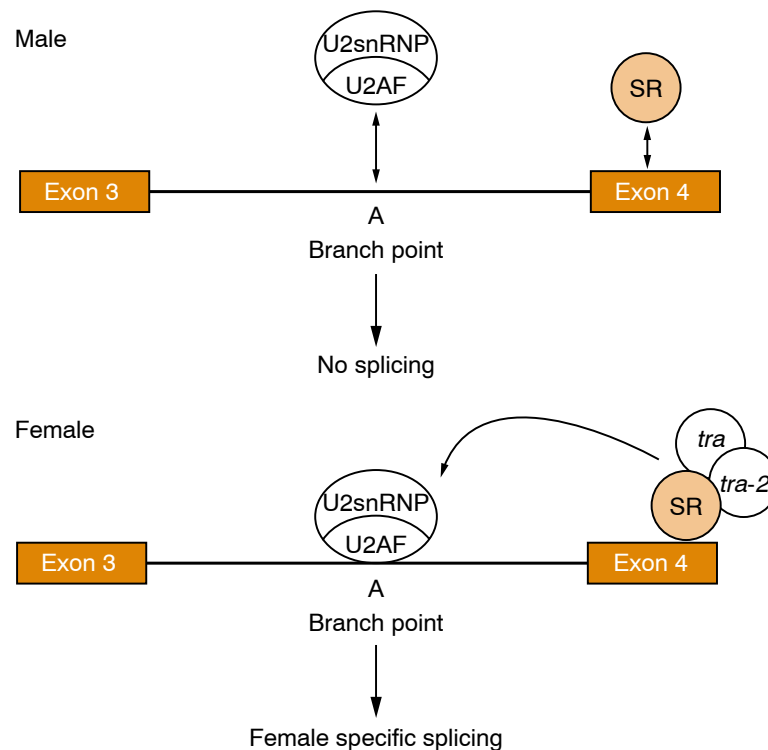 Male
U2snRNP
U2AF
SR
Exon 3
Exon 4
A
Branch point
No splicing
Female
tra
tra-2
U2snRNP
SR
U2AF
Exon 3
Exon 4
A
Branch point
Female specific splicing